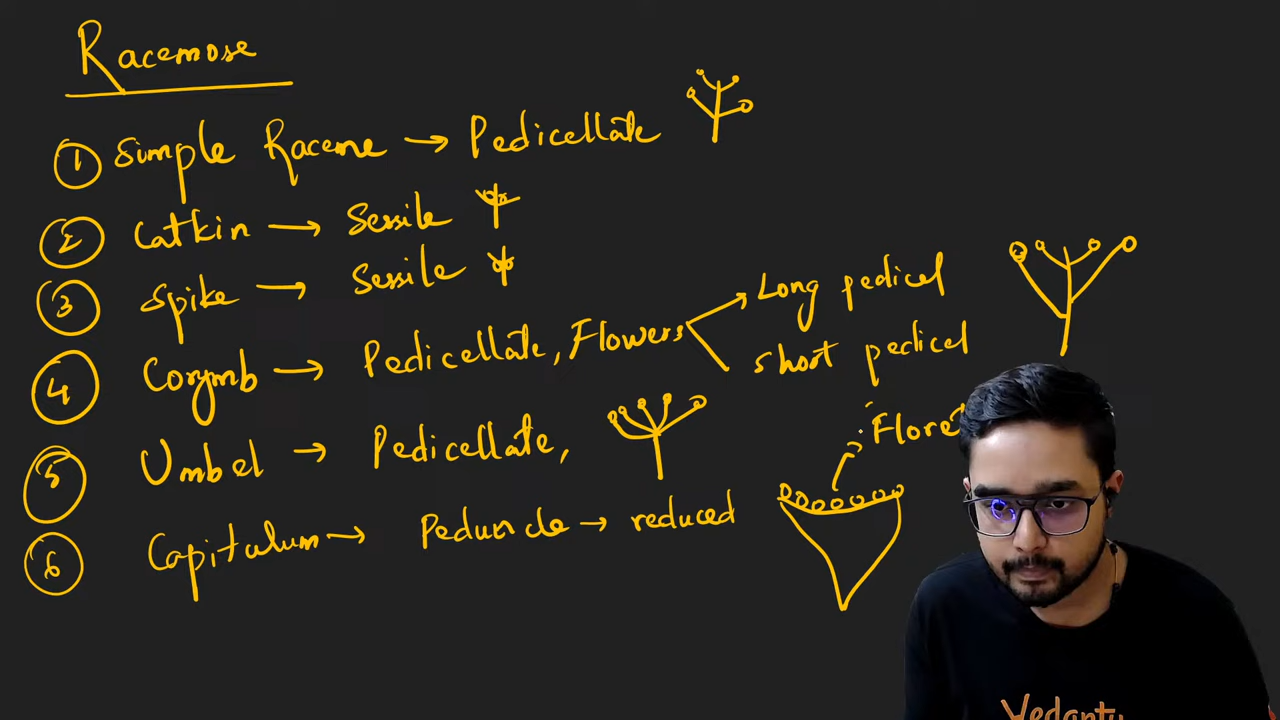 Racemose
1 Simple Raceme → Pedicellate
2 Catkin → Sessile
3 Spike → Sessile
4 Corymb → Pedicellate, Flowers → Long pedicel
short pedicel
5 Umbel → Pedicellate,
6 Capitulum → Peduncle → reduced
Vedantu